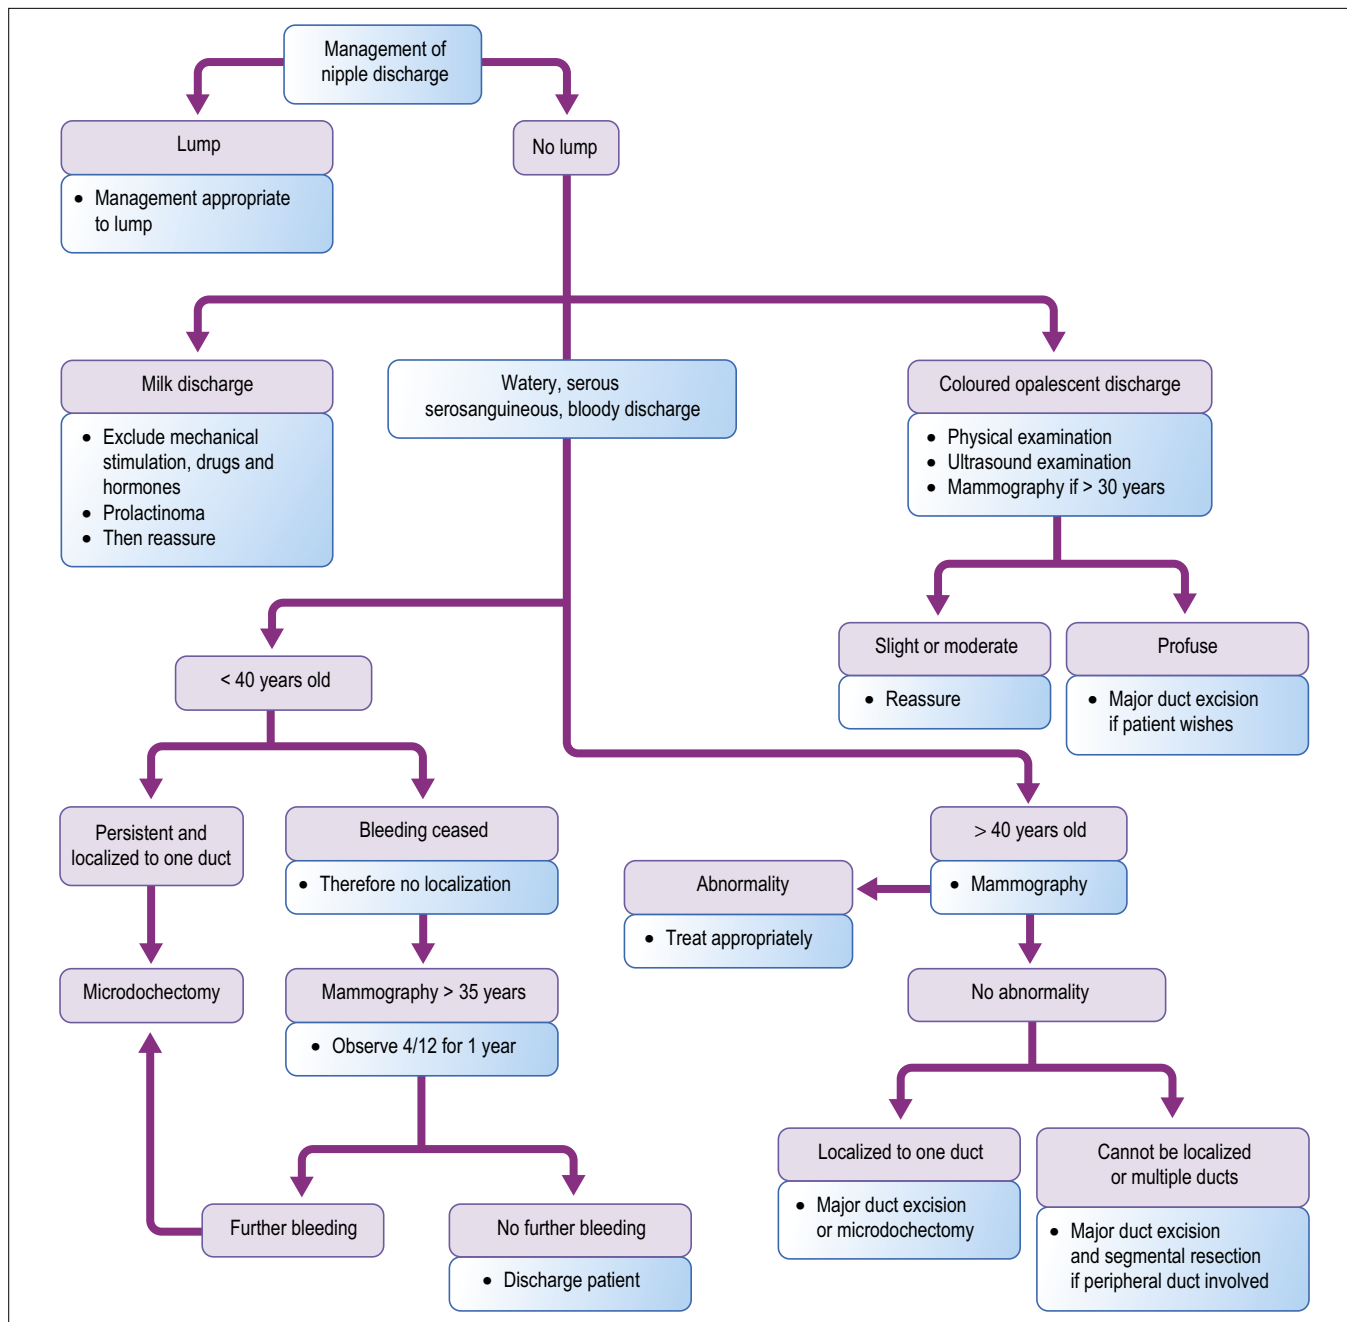 Management of
nipple discharge
Lump
• Management appropriate
to lump
No lump
Milk discharge
• Exclude mechanical
stimulation, drugs and
hormones
• Prolactinoma
• Then reassure
Watery, serous
serosanguineous, bloody discharge
Coloured opalescent discharge
• Physical examination
• Ultrasound examination
• Mammography if > 30 years
Slight or moderate
• Reassure
Profuse
• Major duct excision
if patient wishes
< 40 years old
Persistent and
localized to one duct
Bleeding ceased
• Therefore no localization
> 40 years old
• Mammography
Abnormality
• Treat appropriately
Microdochectomy
Mammography > 35 years
• Observe 4/12 for 1 year
No abnormality
Localized to one duct
• Major duct excision
or microdochectomy
Cannot be localized
or multiple ducts
• Major duct excision
and segmental resection
if peripheral duct involved
Further bleeding
No further bleeding
• Discharge patient